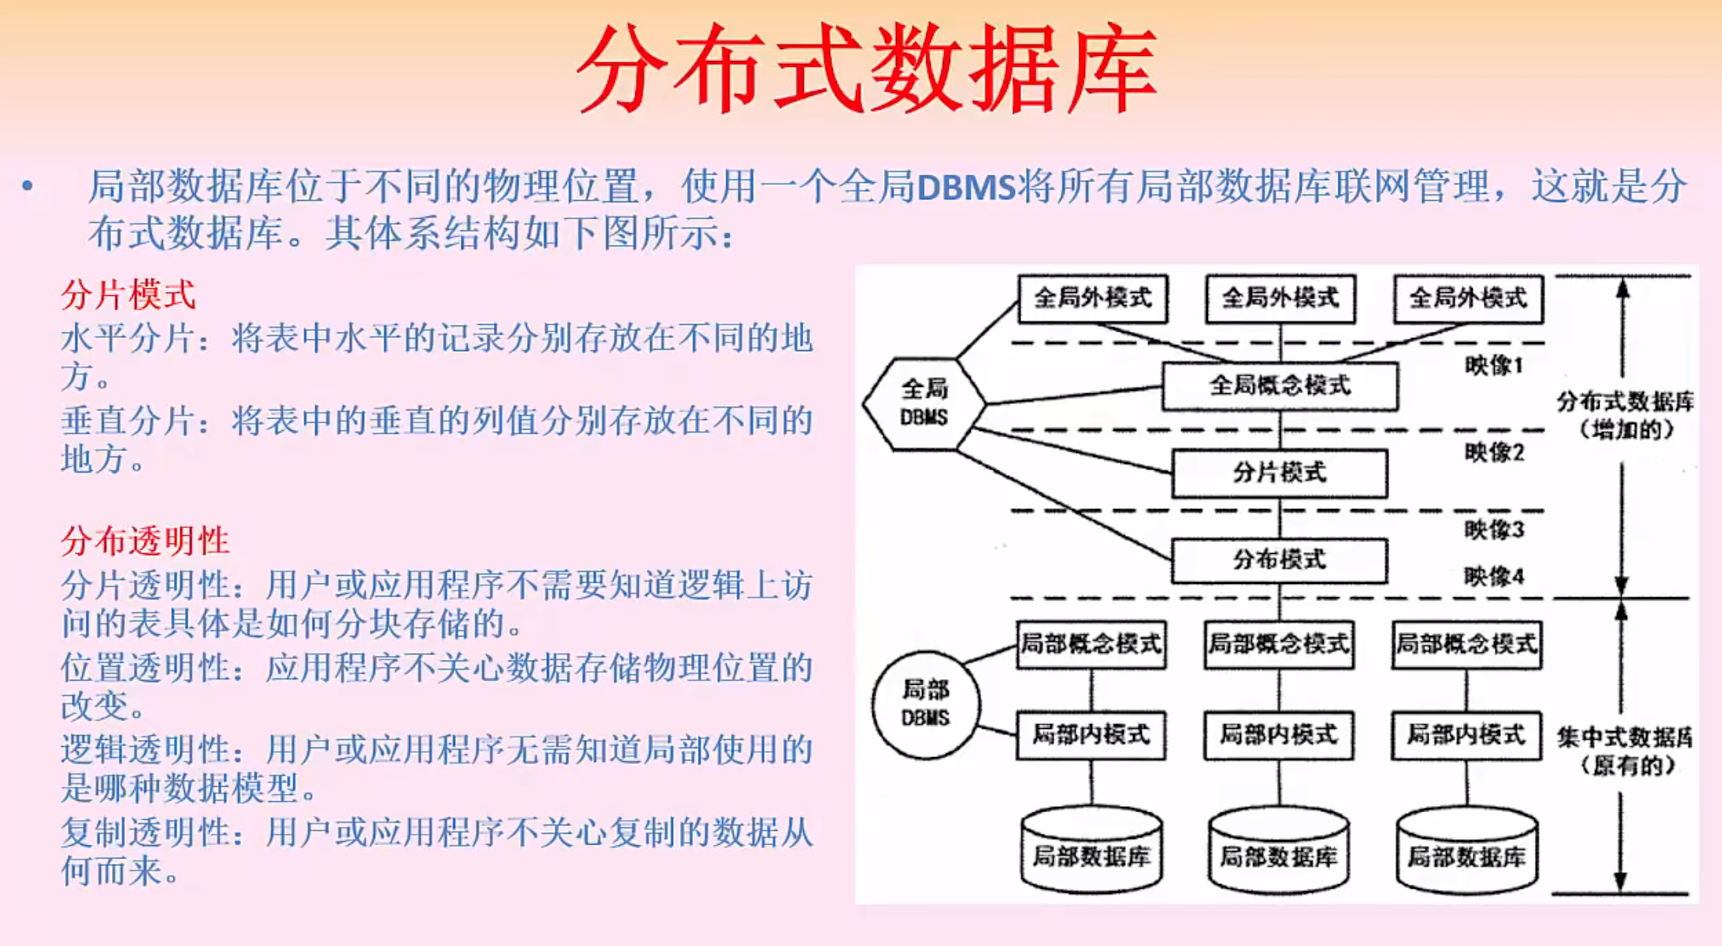 分布式数据库
• 局部数据库位于不同的物理位置，使用一个全局DBMS将所有局部数据库联网管理，这就是分
布式数据库。其体系结构如下图所示：
分片模式
水平分片：将表中水平的记录分别存放在不同的地
方。
垂直分片：将表中的垂直的列值分别存放在不同的
地方。
分布透明性
分片透明性：用户或应用程序不需要知道逻辑上访
问的表具体是如何分块存储的。
位置透明性：应用程序不关心数据存储物理位置的
改变。
逻辑透明性：用户或应用程序无需知道局部使用的
是哪种数据模型。
复制透明性：用户或应用程序不关心复制的数据从
何而来。
全局外模式 全局外模式 全局外模式
映像1
全局
DBMS
全局概念模式
分布式数据库
（增加的）
映像2
分片模式
映像3
分布模式
映像4
局部概念模式 局部概念模式 局部概念模式
局部
DBMS
局部内模式 局部内模式 局部内模式
集中式数据库
（原有的）
局部数据库 局部数据库 局部数据库